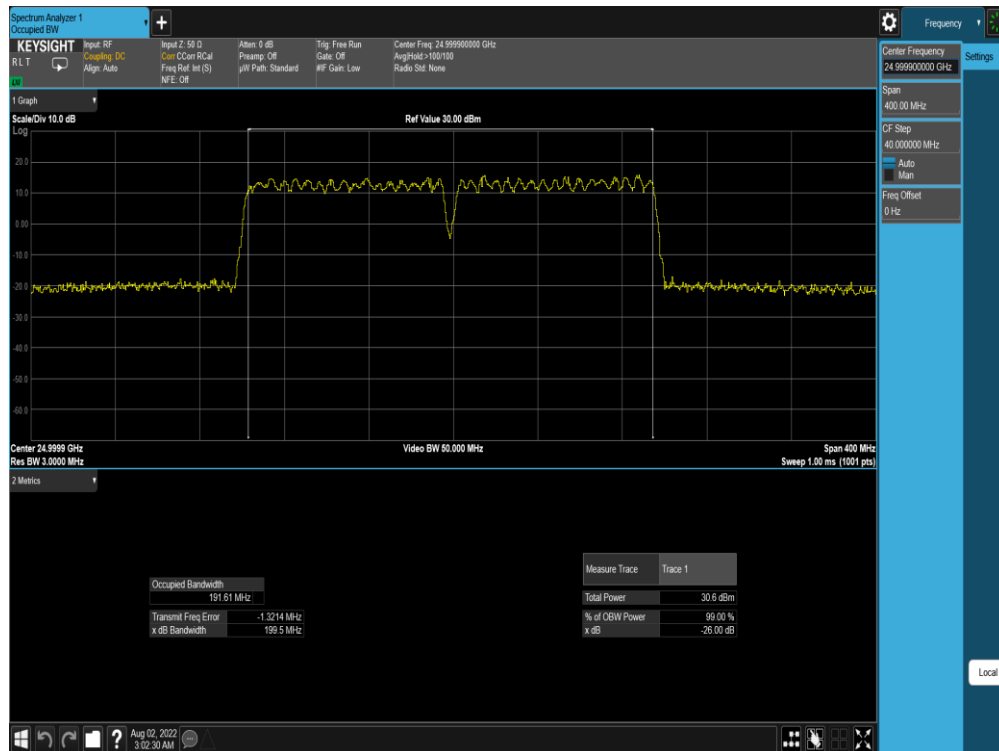 Spectrum Analyzer 1
Occupied BW
Frequency
KEYSIGHT
RLT
LXI
Input: RF
Coupling: DC
Align: Auto
Input Z: 50 Ω
Corr CCorr RCal
Freq Ref: Int (S)
NFE: Off
Atten: 0 dB
Preamp: Off
µW Path: Standard
Trig: Free Run
Gate: Off
#IF Gain: Low
Center Freq: 24.999900000 GHz
Avg|Hold:>100/100
Radio Std: None
Center Frequency
24.999900000 GHz
Settings
Span
400.00 MHz
CF Step
40.000000 MHz
Auto
Man
Freq Offset
0 Hz
1 Graph
Scale/Div 10.0 dB
Ref Value 30.00 dBm
Log
20.0
10.0
0.00
-10.0
-20.0
-30.0
-40.0
-50.0
-60.0
Center 24.9999 GHz
Video BW 50.000 MHz
Span 400 MHz
Res BW 3.0000 MHz
Sweep 1.00 ms (1001 pts)
2 Metrics
Occupied Bandwidth
191.61 MHz
Transmit Freq Error -1.3214 MHz
x dB Bandwidth 199.5 MHz
Measure Trace Trace 1
Total Power 30.6 dBm
% of OBW Power 99.00 %
x dB -26.00 dB
Local
?
Aug 02, 2022
3:02:30 AM